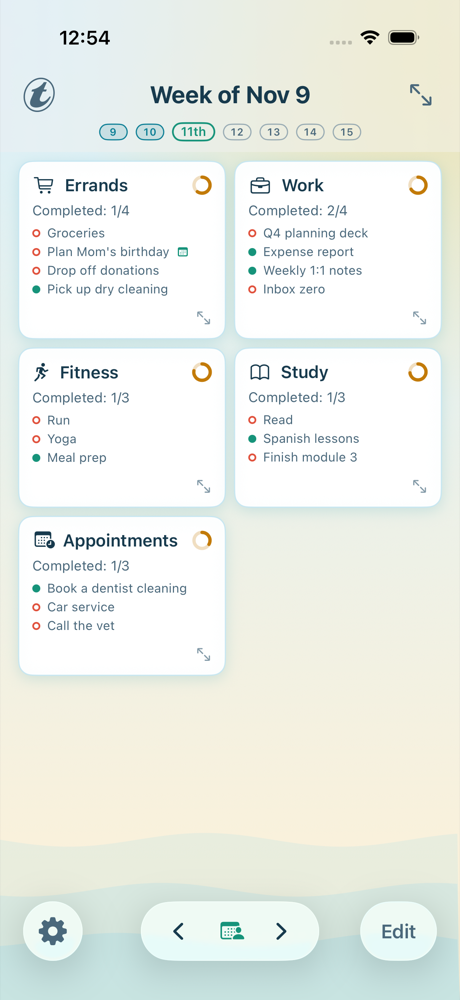 12:54
t
Week of Nov 9
9 10 11th 12 13 14 15
Errands
Completed: 1/4
Groceries
Plan Mom's birthday
Drop off donations
Pick up dry cleaning
Work
Completed: 2/4
Q4 planning deck
Expense report
Weekly 1:1 notes
Inbox zero
Fitness
Completed: 1/3
Run
Yoga
Meal prep
Study
Completed: 1/3
Read
Spanish lessons
Finish module 3
Appointments
Completed: 1/3
Book a dentist cleaning
Car service
Call the vet
Edit